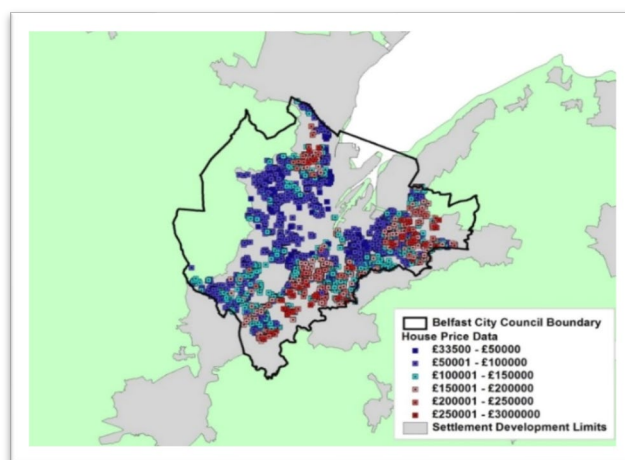 Belfast City Council Boundary
House Price Data
£33500 - £50000
£50001 - £100000
£100001 - £150000
£150001 - £200000
£200001 - £250000
£250001 - £3000000
Settlement Development Limits